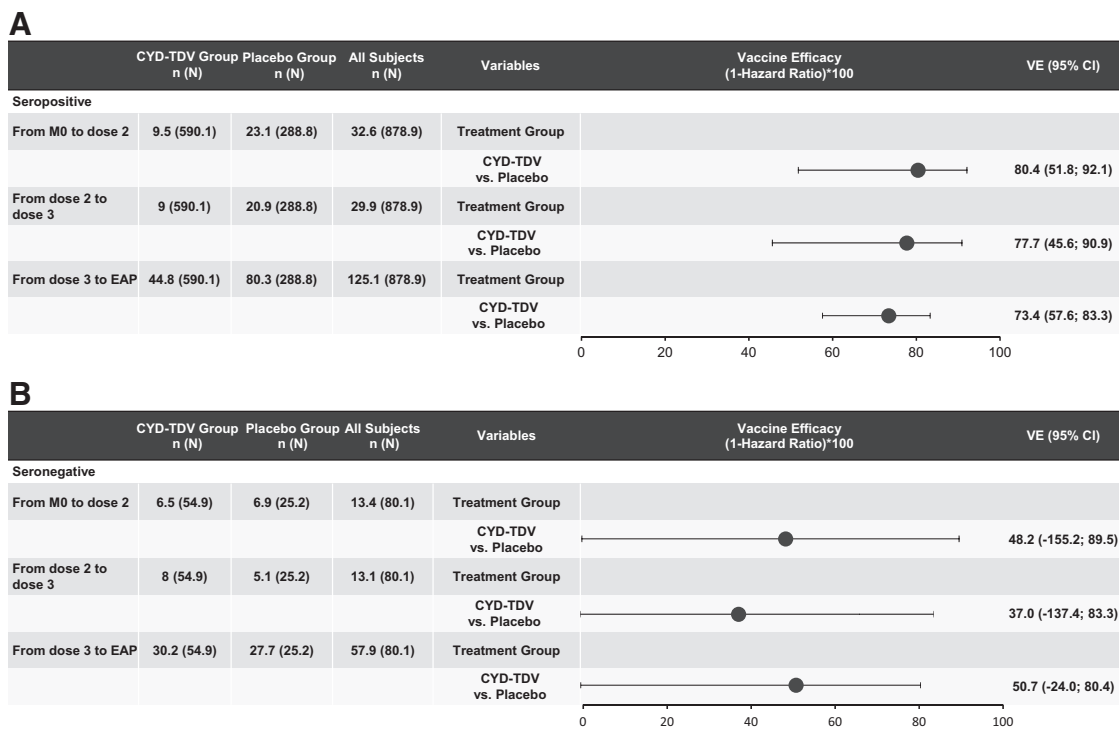 A
CYD-TDV Group Placebo Group All Subjects Variables Vaccine Efficacy VE (95% CI)
n (N) n (N) n (N) (1-Hazard Ratio)*100
Seropositive
From M0 to dose 2 9.5 (590.1) 23.1 (288.8) 32.6 (878.9) Treatment Group
CYD-TDV
vs. Placebo 80.4 (51.8; 92.1)
From dose 2 to
dose 3 9 (590.1) 20.9 (288.8) 29.9 (878.9) Treatment Group
CYD-TDV
vs. Placebo 77.7 (45.6; 90.9)
From dose 3 to EAP 44.8 (590.1) 80.3 (288.8) 125.1 (878.9) Treatment Group
CYD-TDV
vs. Placebo 73.4 (57.6; 83.3)
0 20 40 60 80 100
B
CYD-TDV Group Placebo Group All Subjects Variables Vaccine Efficacy VE (95% CI)
n (N) n (N) n (N) (1-Hazard Ratio)*100
Seronegative
From M0 to dose 2 6.5 (54.9) 6.9 (25.2) 13.4 (80.1) Treatment Group
CYD-TDV
vs. Placebo 48.2 (-155.2; 89.5)
From dose 2 to
dose 3 8 (54.9) 5.1 (25.2) 13.1 (80.1) Treatment Group
CYD-TDV
vs. Placebo 37.0 (-137.4; 83.3)
From dose 3 to EAP 30.2 (54.9) 27.7 (25.2) 57.9 (80.1) Treatment Group
CYD-TDV
vs. Placebo 50.7 (-24.0; 80.4)
0 20 40 60 80 100